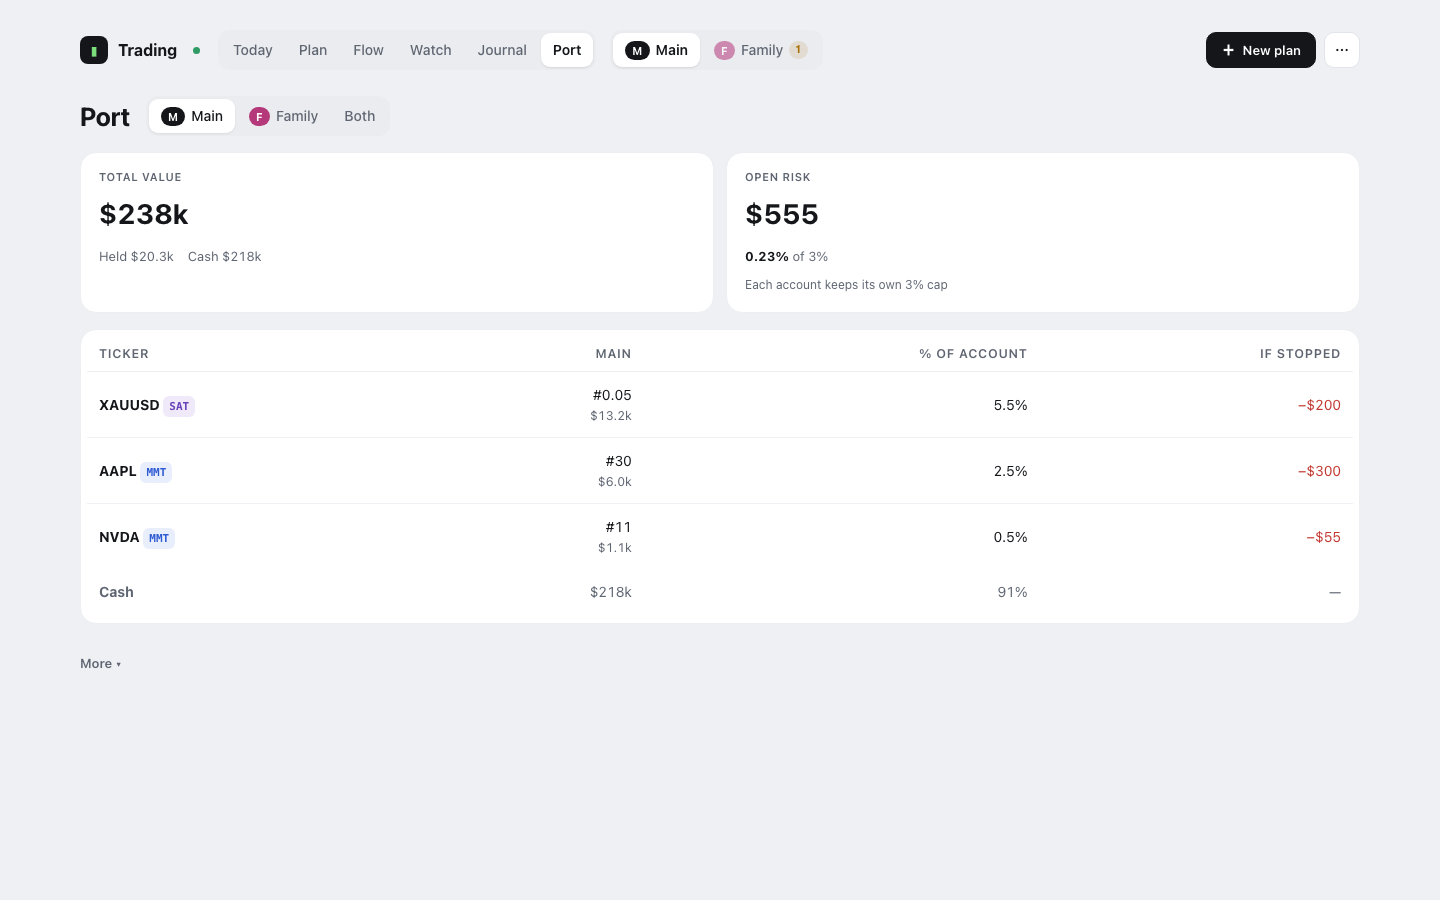 Trading Today Plan Flow Watch Journal Port M Main F Family 1 + New plan ...
Port M Main F Family Both
TOTAL VALUE
$238k
Held $20.3k Cash $218k
OPEN RISK
$555
0.23% of 3%
Each account keeps its own 3% cap
TICKER MAIN % OF ACCOUNT IF STOPPED
XAUUSD SAT #0.05 5.5% −$200
$13.2k
AAPL MMT #30 2.5% −$300
$6.0k
NVDA MMT #11 0.5% −$55
$1.1k
Cash $218k 91% —
More ▾